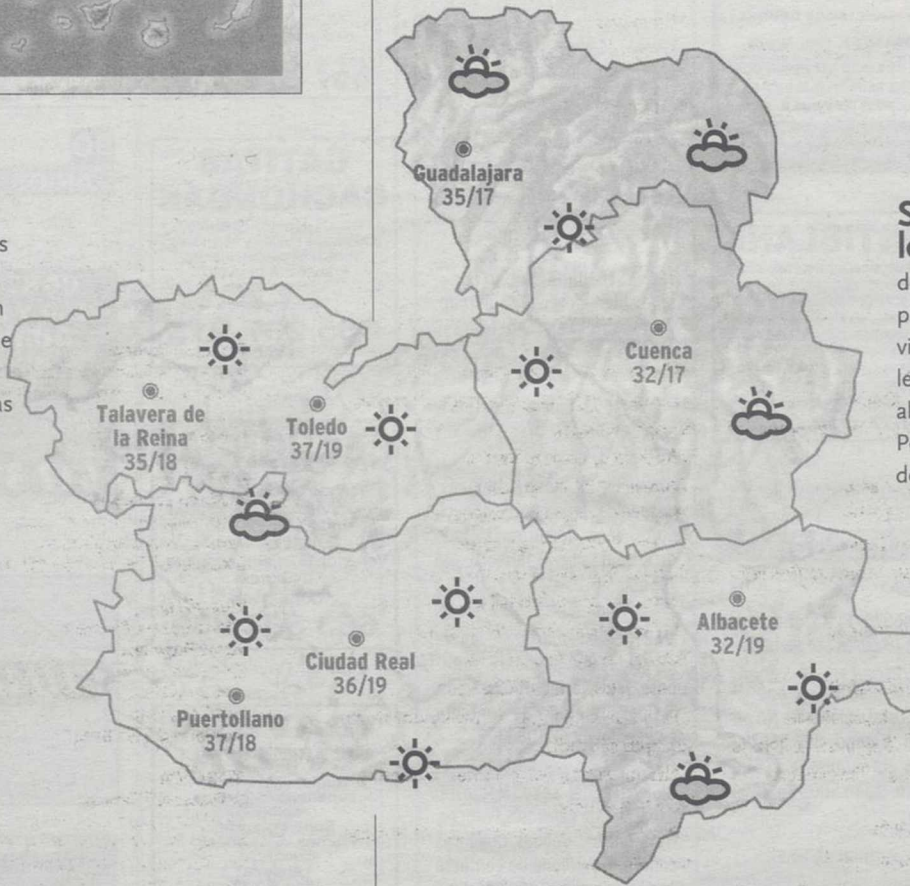 Guadalajara
35/17
Cuenca
32/17
Talavera de
la Reina
35/18
Toledo
37/19
Ciudad Real
36/19
Puertollano
37/18
Albacete
32/19